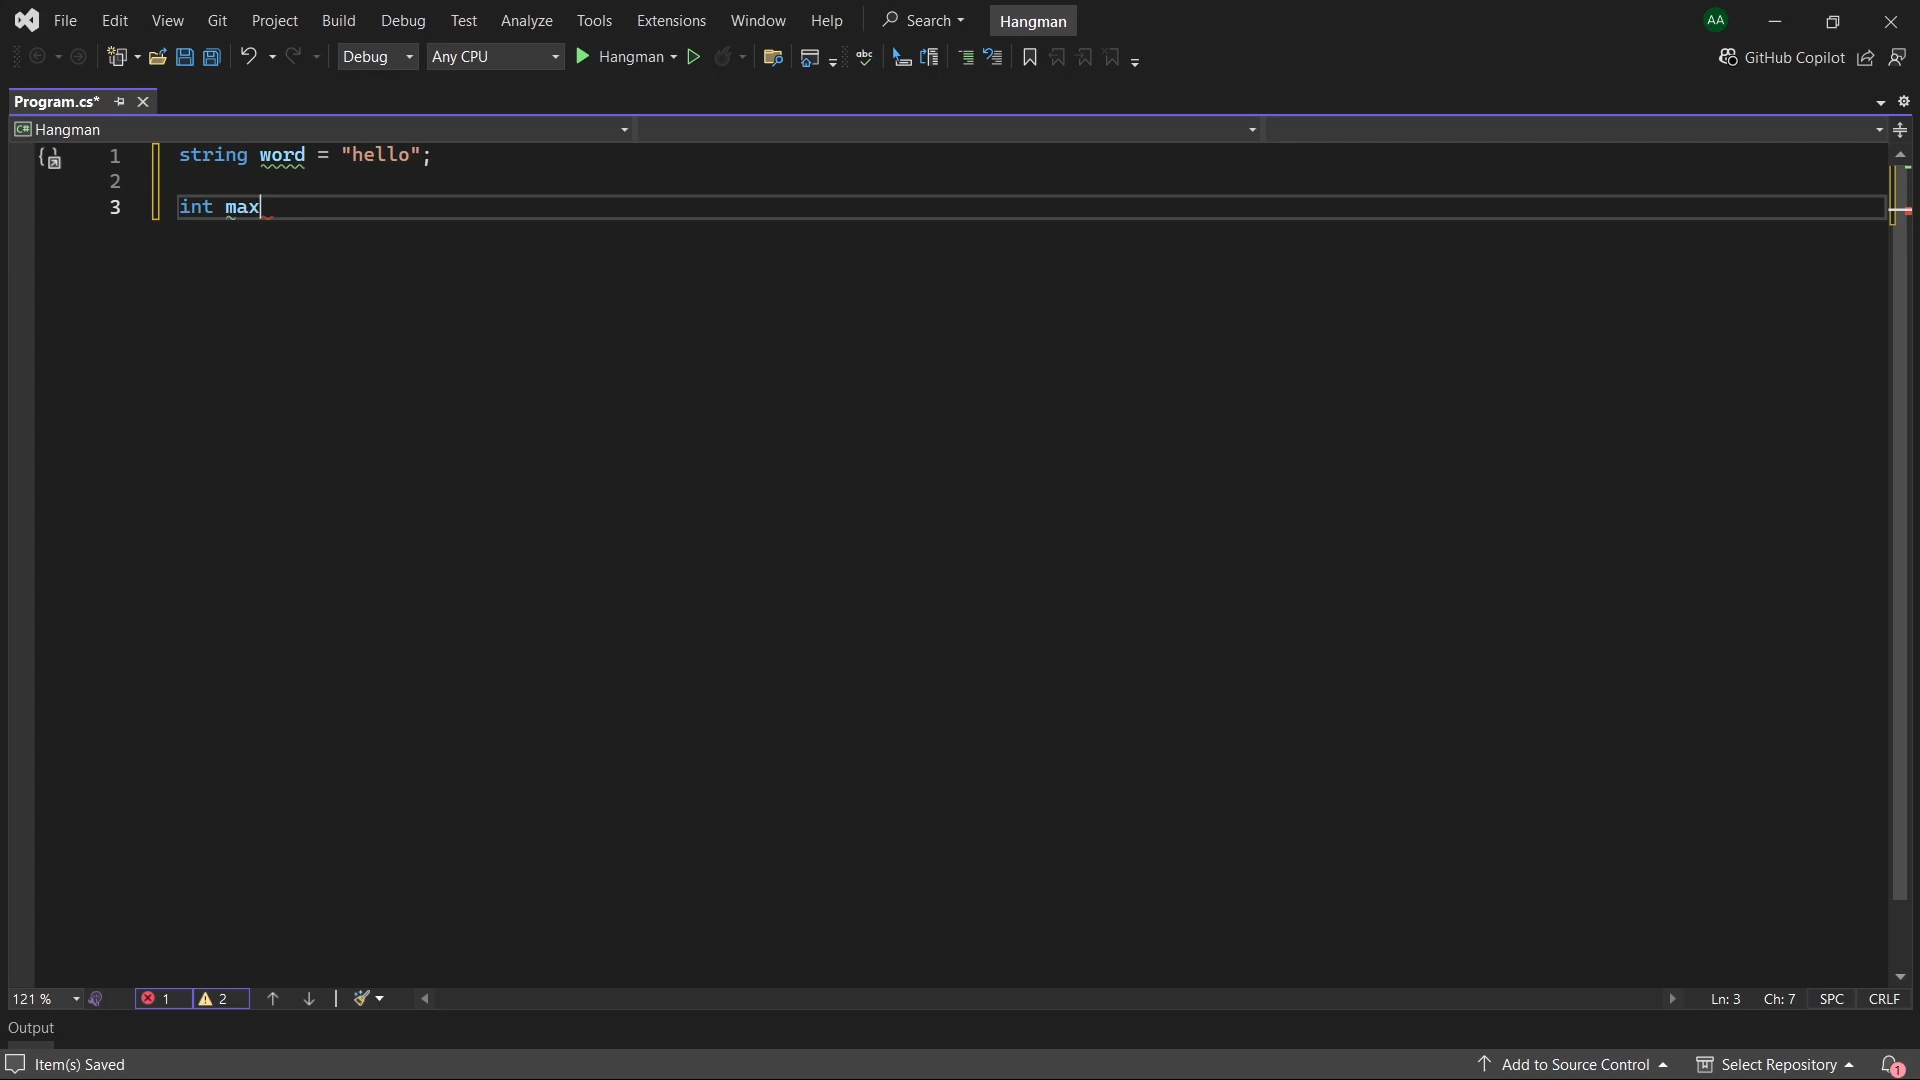 File Edit View Git Project Build Debug Test Analyze Tools Extensions Window Help Search Hangman AA
Debug Any CPU Hangman abc GitHub Copilot
Program.cs*
C# Hangman
1 string word = "hello";
2
3 int max
121 % 1 2 Ln: 3 Ch: 7 SPC CRLF
Output
Item(s) Saved Add to Source Control Select Repository 1